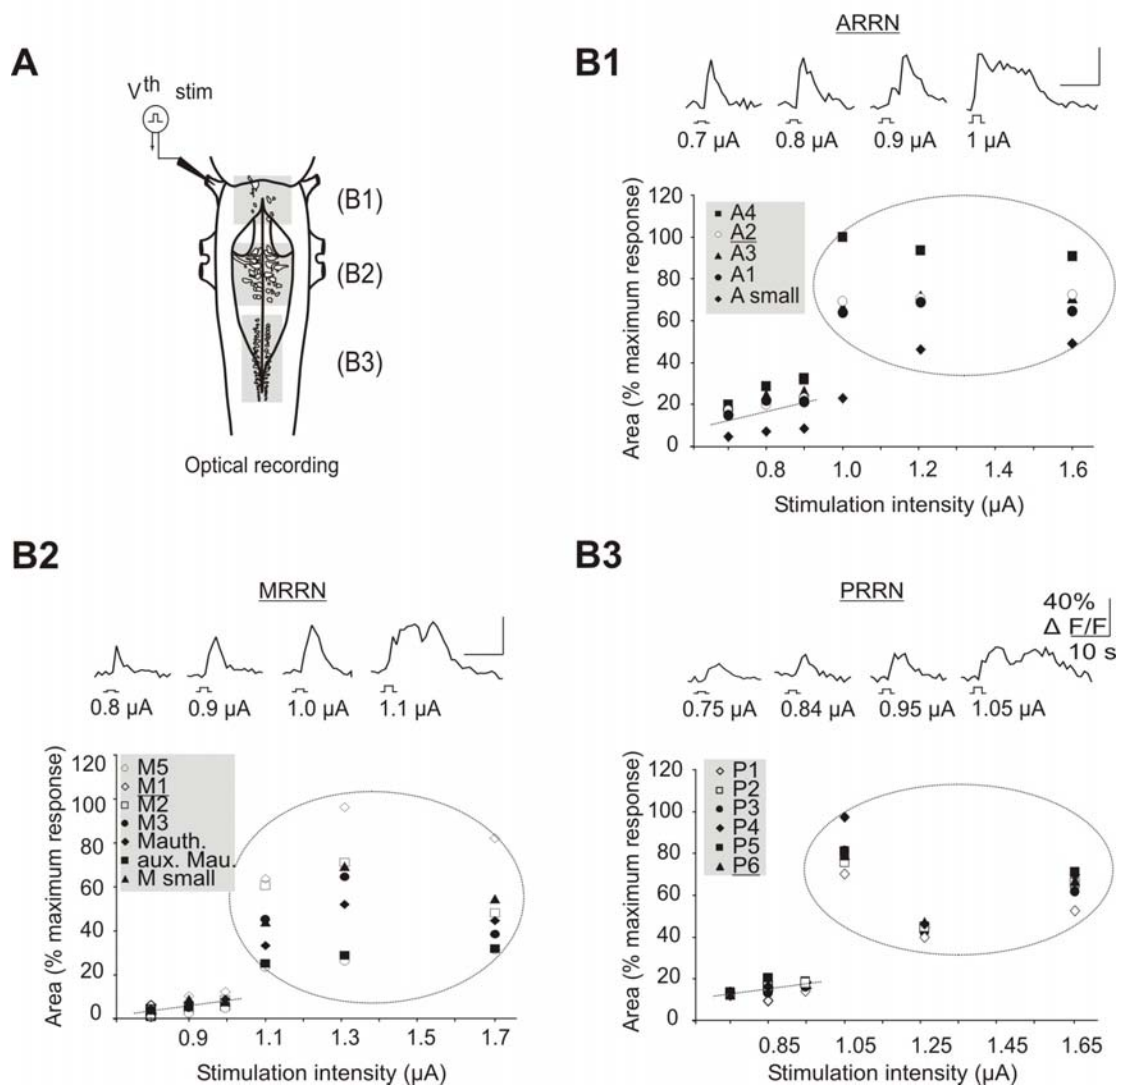 A
Vth stim
(B1)
(B2)
(B3)
Optical recording
B1
ARRN
0.7 µA 0.8 µA 0.9 µA 1 µA
Area (% maximum response)
120
100
80
60
40
20
0
A4
A2
A3
A1
A small
0.8 1.0 1.2 1.4 1.6
Stimulation intensity (µA)
B2
MRRN
0.8 µA 0.9 µA 1.0 µA 1.1 µA
Area (% maximum response)
120
100
80
60
40
20
0
M5
M1
M2
M3
Mauth.
aux. Mau.
M small
0.9 1.1 1.3 1.5 1.7
Stimulation intensity (µA)
B3
PRRN
40%
Δ F/F
10 s
0.75 µA 0.84 µA 0.95 µA 1.05 µA
Area (% maximum response)
120
100
80
60
40
20
0
P1
P2
P3
P4
P5
P6
0.85 1.05 1.25 1.45 1.65
Stimulation intensity (µA)